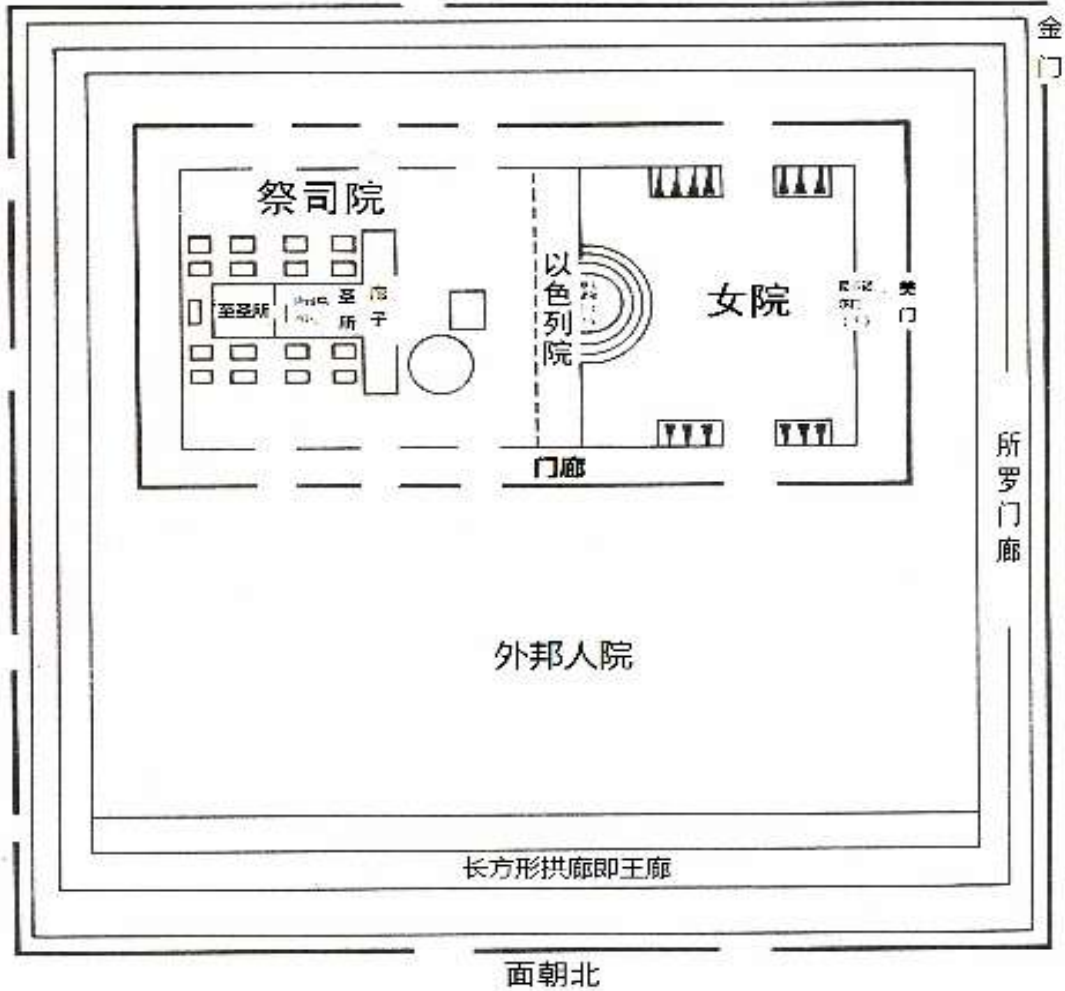 金门
祭司院
以色列院
女院
美门
至圣所
圣所
廊子
门廊
所罗门廊
外邦人院
长方形拱廊即王廊
面朝北